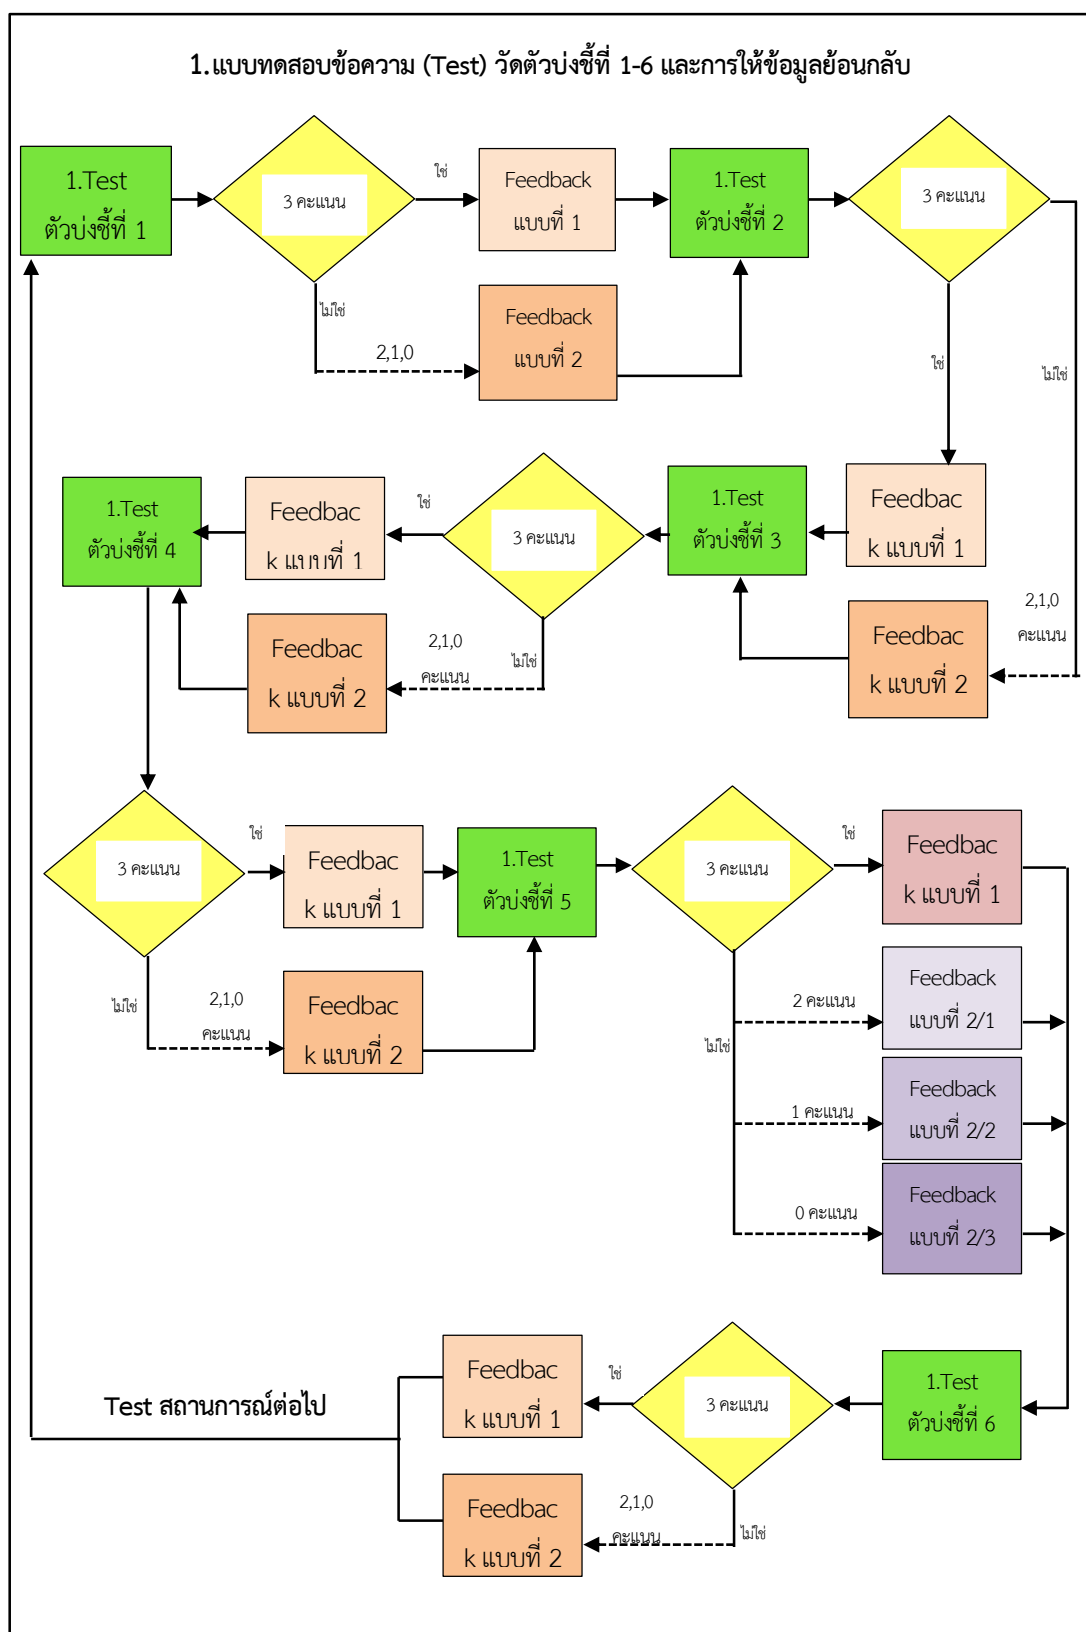 1.แบบทดสอบข้อความ (Test) วัดตัวบ่งชี้ที่ 1-6 และการให้ข้อมูลย้อนกลับ
1.Test
ตัวบ่งชี้ที่ 1
3 คะแนน
ใช่
Feedback
แบบที่ 1
1.Test
ตัวบ่งชี้ที่ 2
3 คะแนน
ไม่ใช่
2,1,0
Feedback
แบบที่ 2
ใช่
ไม่ใช่
1.Test
ตัวบ่งชี้ที่ 4
Feedbac
k แบบที่ 1
ใช่
3 คะแนน
1.Test
ตัวบ่งชี้ที่ 3
Feedbac
k แบบที่ 1
Feedbac
k แบบที่ 2
2,1,0
คะแนน
ไม่ใช่
Feedbac
k แบบที่ 2
2,1,0
คะแนน
3 คะแนน
ใช่
Feedbac
k แบบที่ 1
1.Test
ตัวบ่งชี้ที่ 5
3 คะแนน
ใช่
Feedbac
k แบบที่ 1
ไม่ใช่
2,1,0
คะแนน
Feedbac
k แบบที่ 2
ไม่ใช่
2 คะแนน
Feedback
แบบที่ 2/1
1 คะแนน
Feedback
แบบที่ 2/2
0 คะแนน
Feedback
แบบที่ 2/3
Test สถานการณ์ต่อไป
Feedbac
k แบบที่ 1
ใช่
3 คะแนน
1.Test
ตัวบ่งชี้ที่ 6
Feedbac
k แบบที่ 2
2,1,0
คะแนน
ไม่ใช่